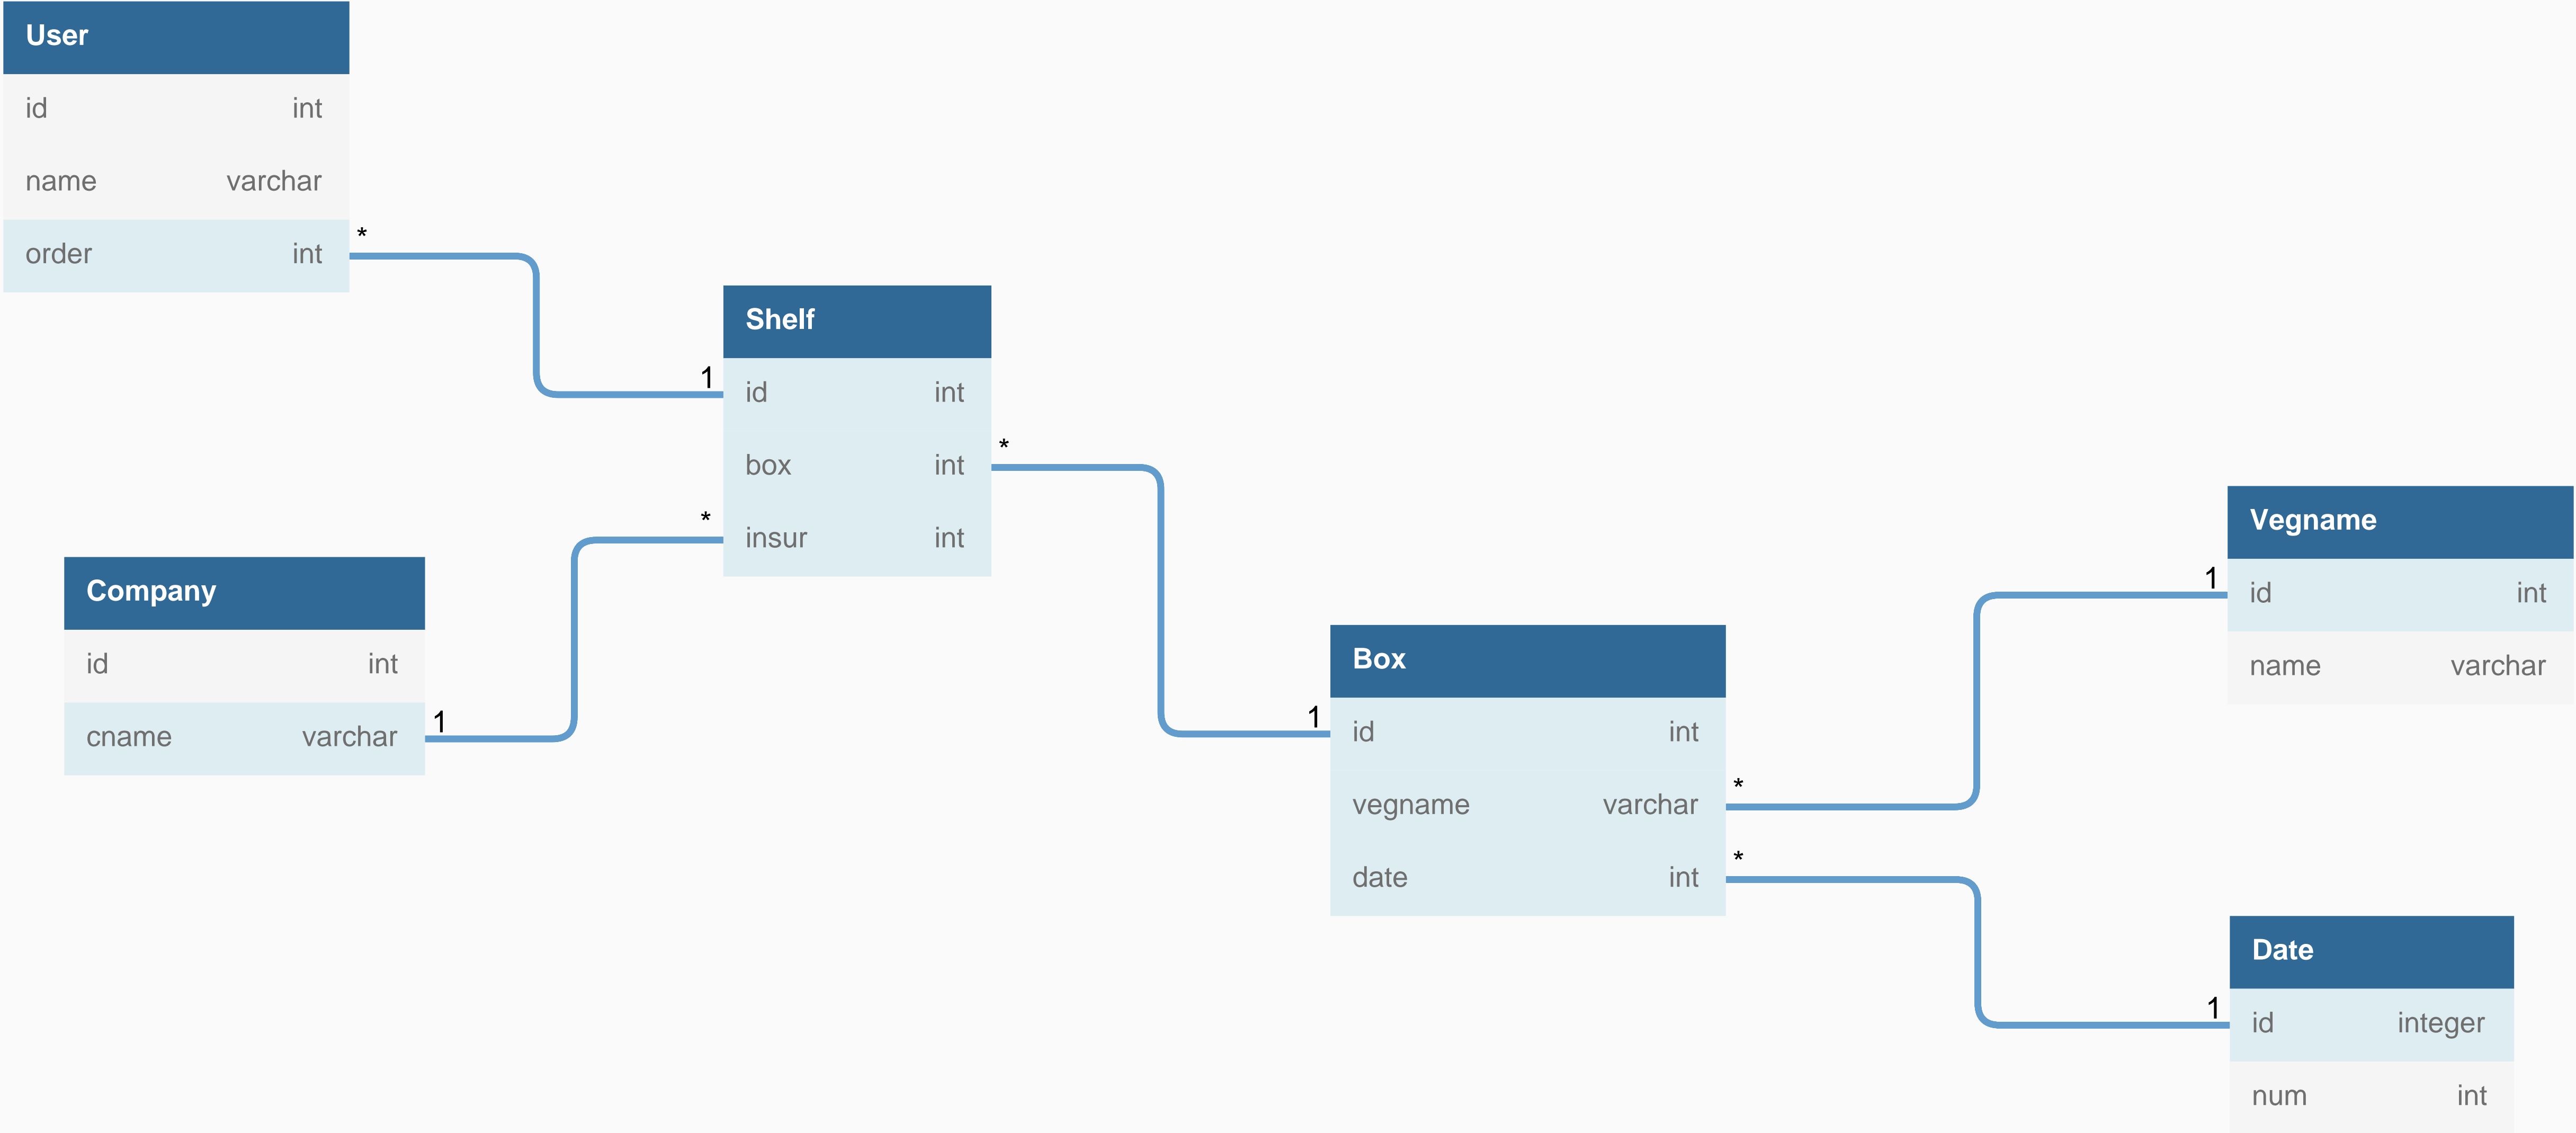 User
id int
name varchar
order int
*
1
Shelf
id int
box int
insur int
*
*
Company
id int
cname varchar
1
1
Box
id int
vegname varchar
date int
*
*
1
Vegname
id int
name varchar
1
Date
id integer
num int